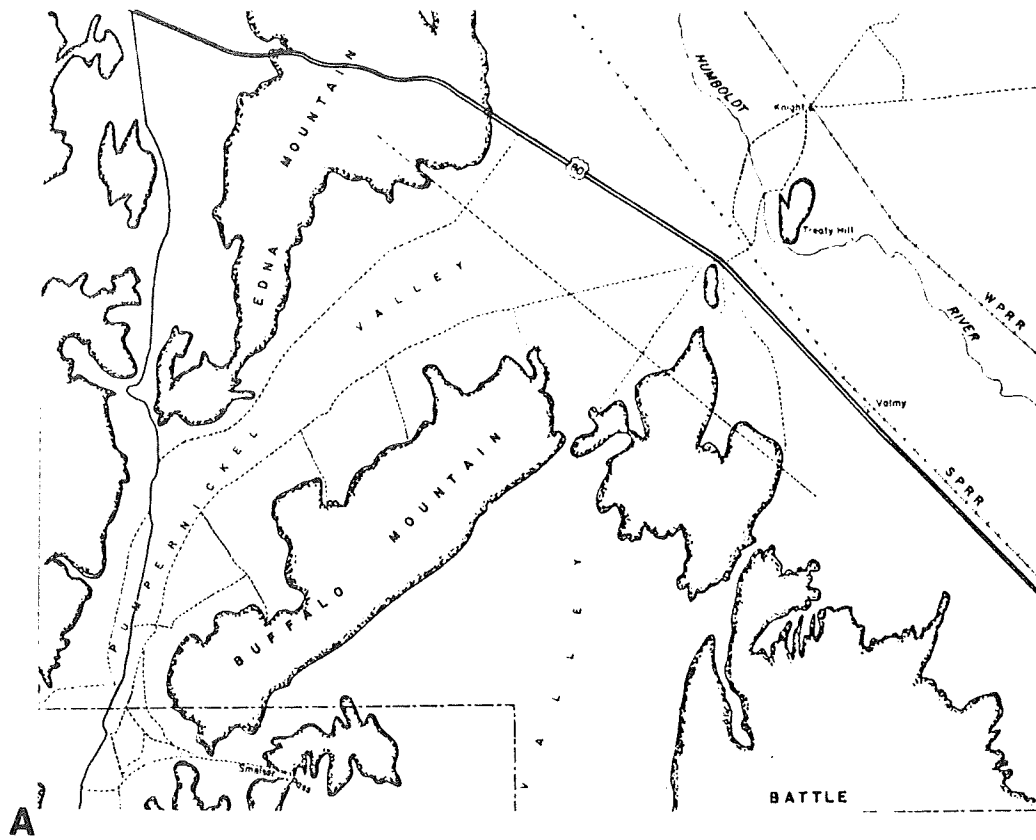 HUMBOLDT
Knight
MOUNTAIN
80
Treaty Hill
EDNA
VALLEY
WPRR
RIVER
Valmy
PUMPERNICKEL
MOUNTAIN
SPRR
BUFFALO
VALLEY
Smelser
BATTLE
A